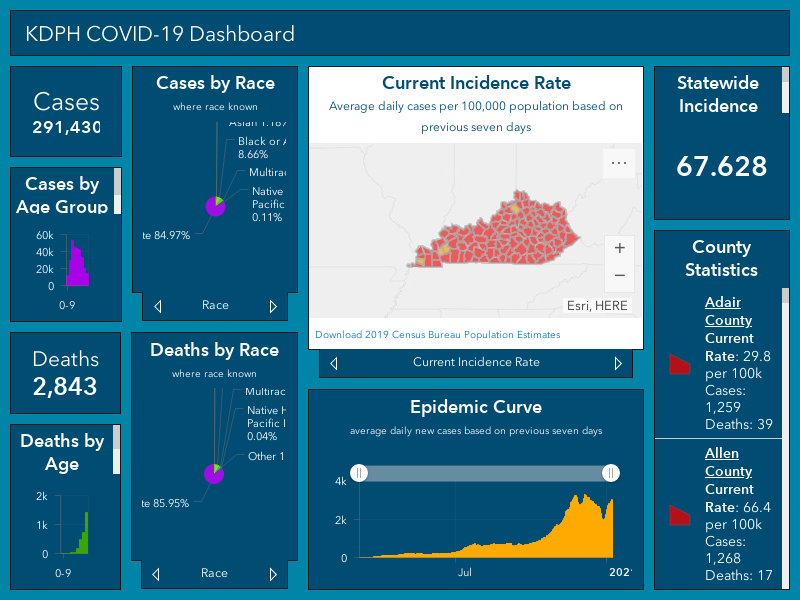 KDPH COVID-19 Dashboard
Cases
291,430
Cases by
Age Group
60k
40k
20k
0
0-9
Deaths
2,843
Deaths by
Age
2k
1k
0
0-9
Cases by Race
where race known
Asian 1.18%
Black or A
8.66%
Multirac
Native
Pacific
0.11%
te 84.97%
Race
Deaths by Race
where race known
Multirac
Native H
Pacific I
0.04%
Other 1
te 85.95%
Race
Current Incidence Rate
Average daily cases per 100,000 population based on
previous seven days
Esri, HERE
Download 2019 Census Bureau Population Estimates
Current Incidence Rate
Epidemic Curve
average daily new cases based on previous seven days
4k
2k
0
Jul
202
Statewide
Incidence
67.628
County
Statistics
Adair
County
Current
Rate: 29.8
per 100k
Cases:
1,259
Deaths: 39
Allen
County
Current
Rate: 66.4
per 100k
Cases:
1,268
Deaths: 17